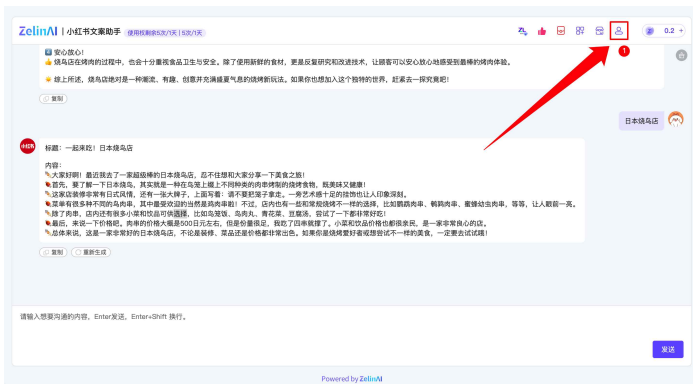 ZelinAI | 小红书文案助手 使用权剩余5次/1天 | 5次/1天
0.2 +
1
4️⃣ 安心放心!
👍 烧鸟店在烤肉的过程中,也会十分重视食品卫生与安全。除了使用新鲜的食材,更是反复研究和改进技术,让顾客可以安心放心地感受到最棒的烤肉体验。
🌟 综上所述,烧鸟店绝对是一种潮流、有趣、创意并充满盛夏气息的烧烤新玩法。如果你也想加入这个独特的世界,赶紧去一探究竟吧!
复制
日本烧鸟店
小红书
标题:一起来吃!日本烧鸟店
内容:
大家好啊!最近我去了一家超级棒的日本烧鸟店,忍不住想和大家分享一下美食之旅!
首先,要了解一下日本烧鸟,其实就是一种在鸟笼上缀上不同种类的肉串烤制的烧烤食物,既美味又健康!
这家店装修非常有日式风情,还有一张大牌子,上面写着:请不要把笼子拿走。一旁艺术感十足的挂饰也让人印象深刻。
菜单有很多种不同的鸟肉串,其中最受欢迎的当然是鸡肉串啦!不过,店内也有一些和常规烧烤不一样的选择,比如鹦鹉肉串、鹌鹑肉串、蜜蜂幼虫肉串,等等,让人眼前一亮。
除了肉串,店内还有很多小菜和饮品可供选择,比如鸟笼饭、鸟肉丸、青花菜、豆腐汤,尝试了一下都非常好吃!
最后,来说一下价格吧。肉串的价格大概是500日元左右,但是份量很足,我吃了四串就撑了。小菜和饮品价格也都很亲民,是一家非常良心的店。
总体来说,这是一家非常好的日本烧鸟店,不论是装修、菜品还是价格都非常出色。如果你是烧烤爱好者或想尝试不一样的美食,一定要去试试哦!
复制 重新生成
请输入想要沟通的内容,Enter发送,Enter+Shift 换行。
发送
Powered by ZelinAI